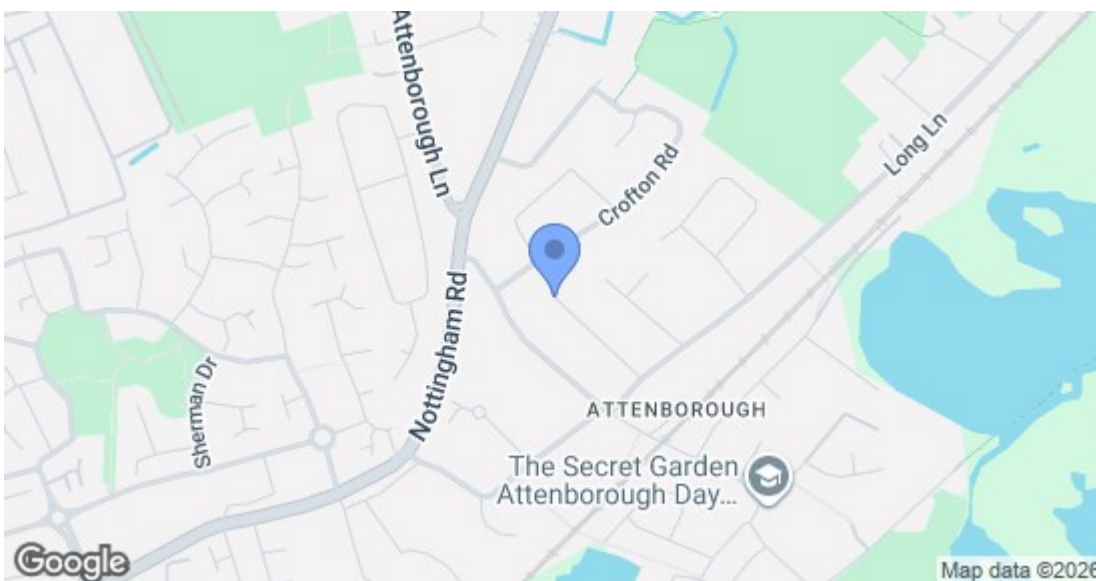 Attenborough Ln
Long Ln
Crofton Rd
Nottingham Rd
Sherman Dr
ATTENBOROUGH
The Secret Garden
Attenborough Day...
Google
Map data ©2026